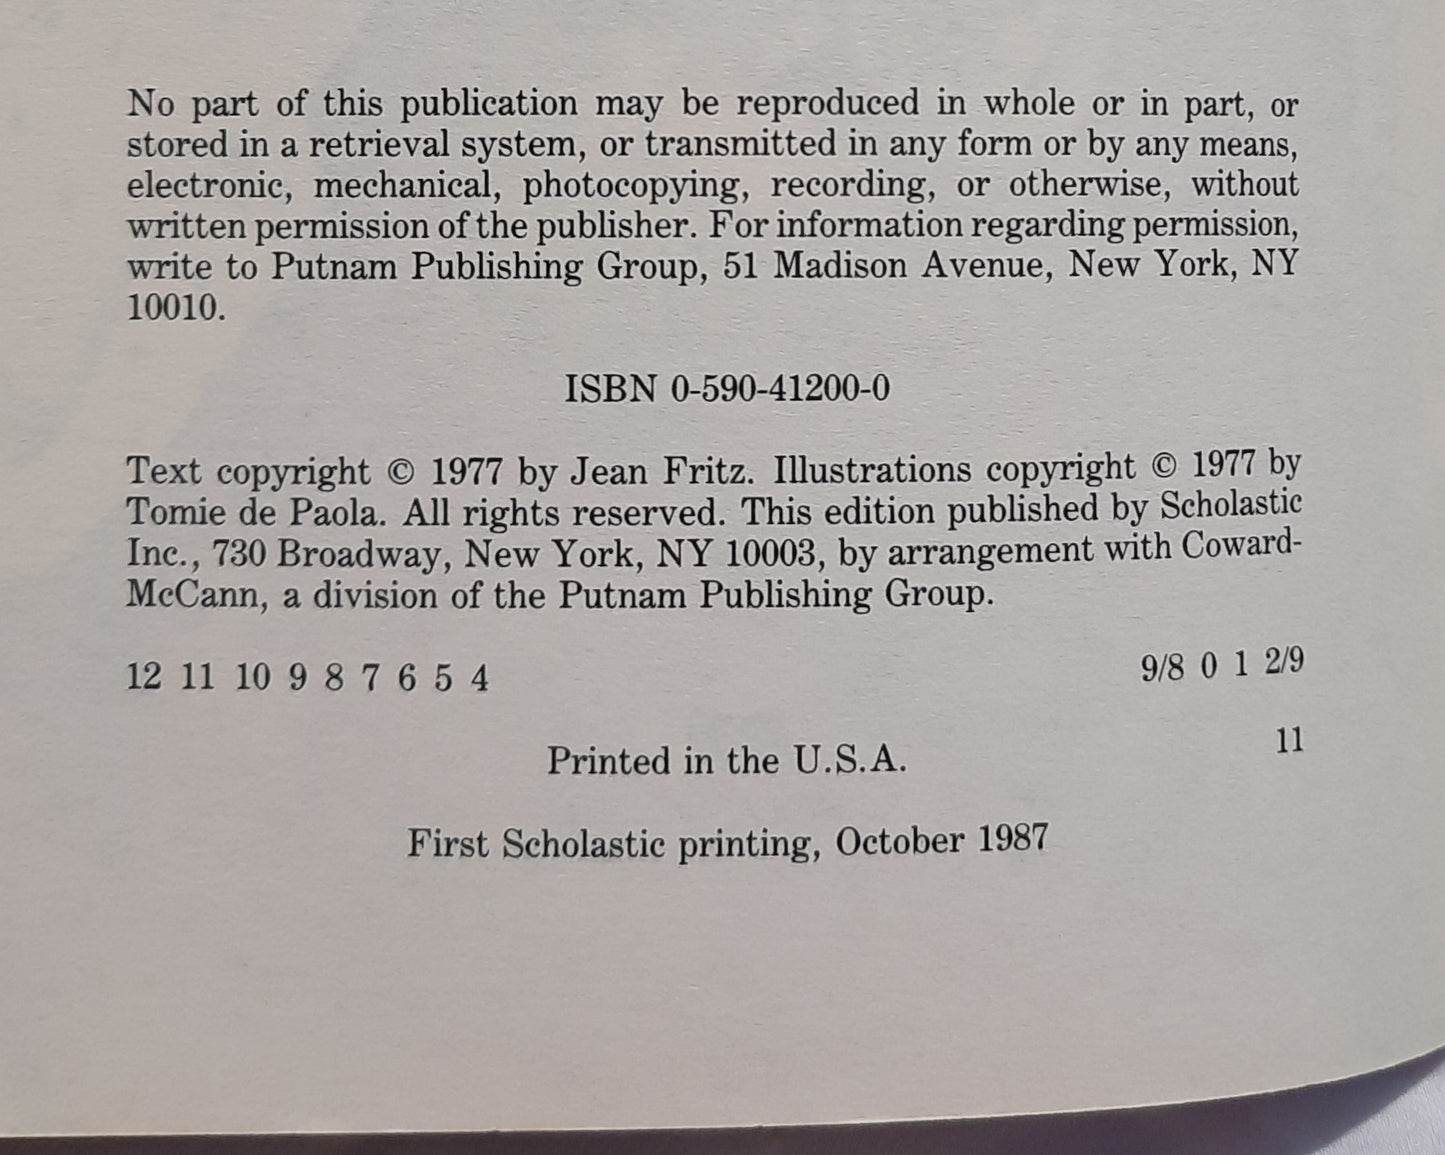 No part of this publication may be reproduced in whole or in part, or
stored in a retrieval system, or transmitted in any form or by any means,
electronic, mechanical, photocopying, recording, or otherwise, without
written permission of the publisher. For information regarding permission,
write to Putnam Publishing Group, 51 Madison Avenue, New York, NY
10010.
ISBN 0-590-41200-0
Text copyright © 1977 by Jean Fritz. Illustrations copyright © 1977 by
Tomie de Paola. All rights reserved. This edition published by Scholastic
Inc., 730 Broadway, New York, NY 10003, by arrangement with Coward-
McCann, a division of the Putnam Publishing Group.
12 11 10 9 8 7 6 5 4 9/8 0 1 2/9
11
Printed in the U.S.A.
First Scholastic printing, October 1987